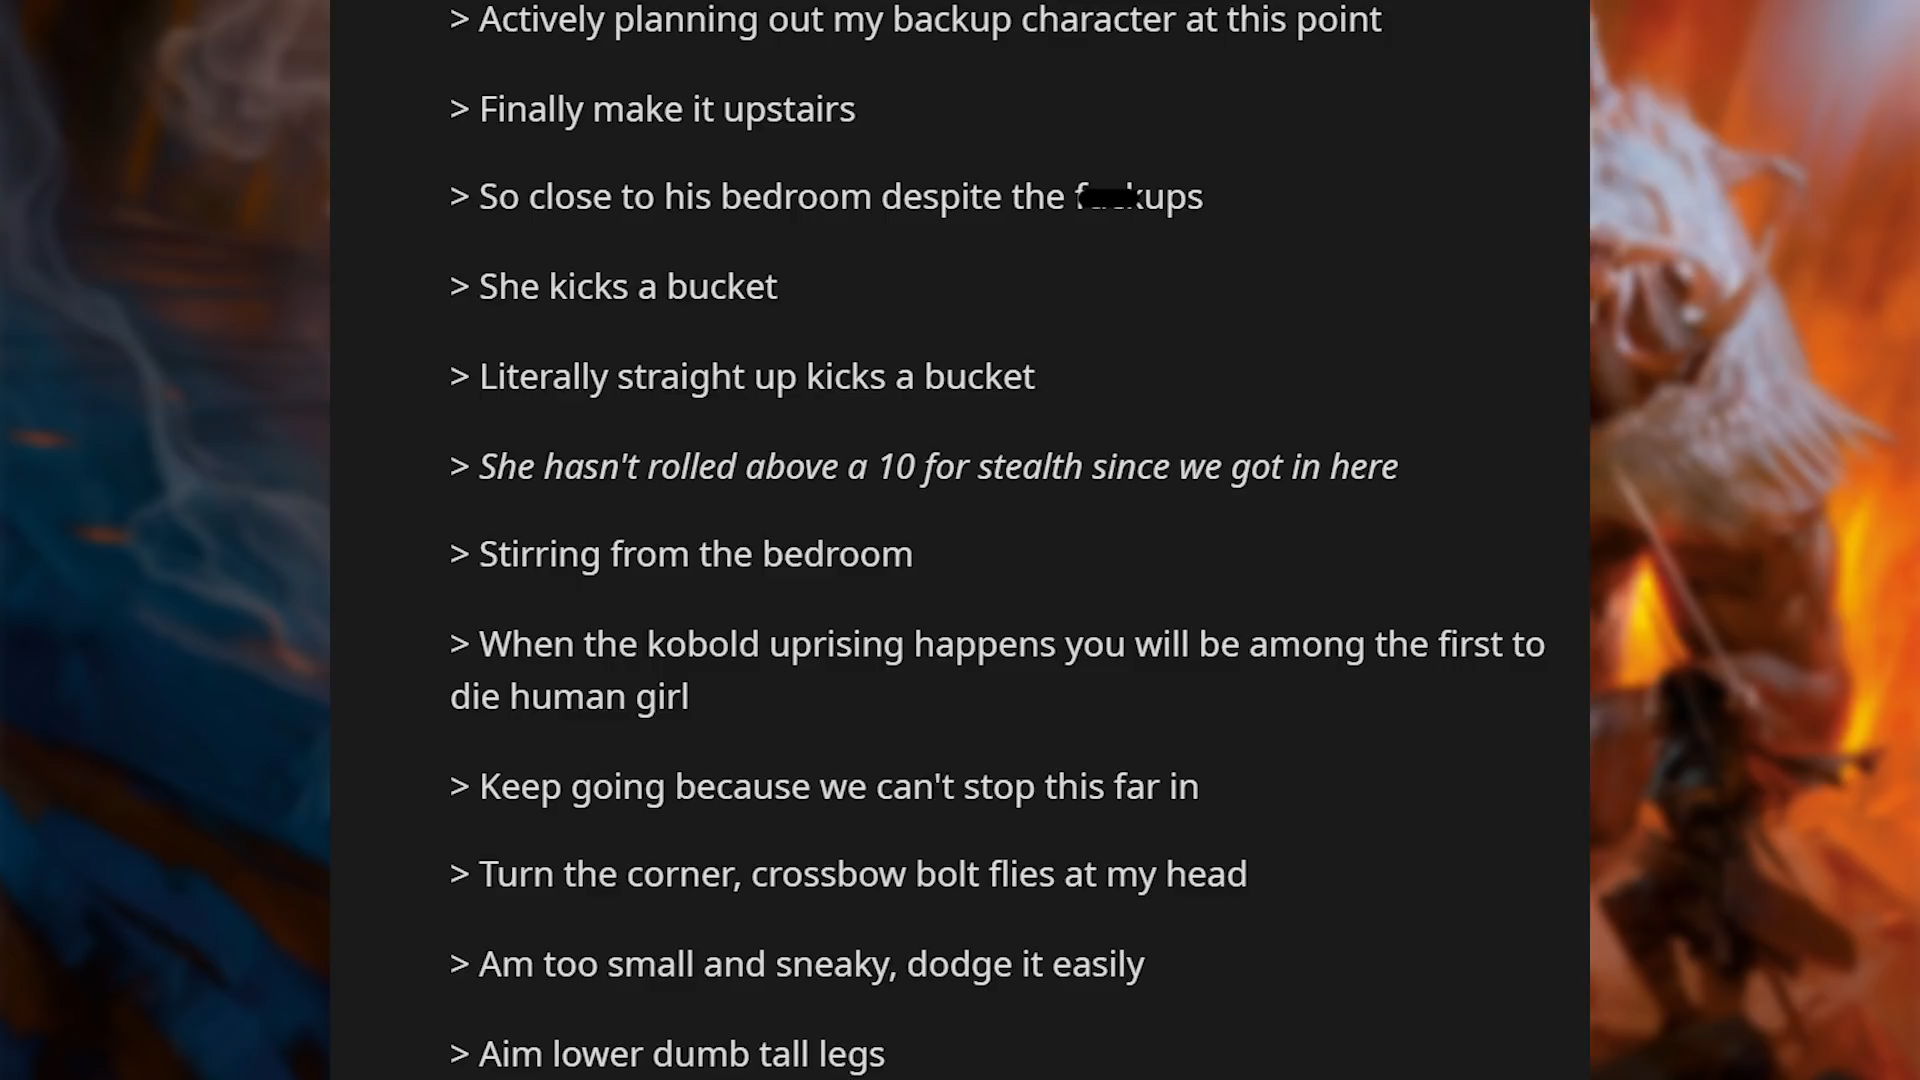 > Actively planning out my backup character at this point
> Finally make it upstairs
> So close to his bedroom despite the ups
> She kicks a bucket
> Literally straight up kicks a bucket
> She hasn't rolled above a 10 for stealth since we got in here
> Stirring from the bedroom
> When the kobold uprising happens you will be among the first to
die human girl
> Keep going because we can't stop this far in
> Turn the corner, crossbow bolt flies at my head
> Am too small and sneaky, dodge it easily
> Aim lower dumb tall legs